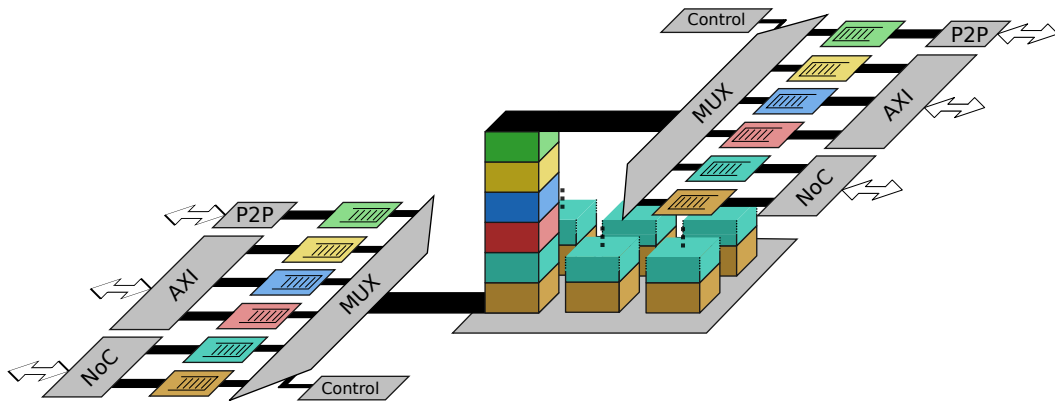 Control
P2P
MUX
AXI
NoC
P2P
AXI
MUX
NoC
Control